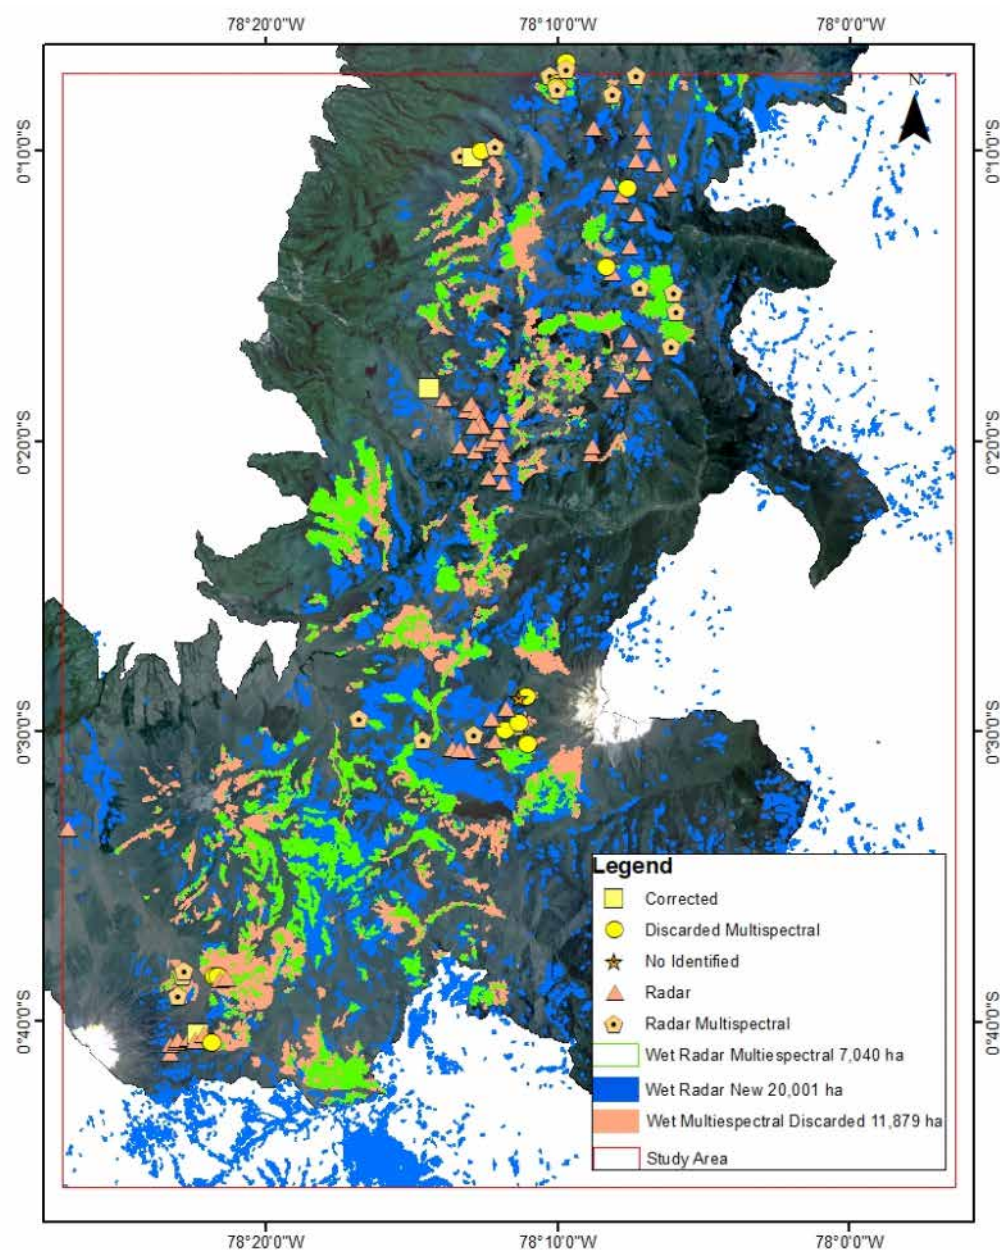 78°20'0"W 78°10'0"W 78°0'0"W
N
0°10'0"S 0°10'0"S
0°20'0"S 0°20'0"S
0°30'0"S 0°30'0"S
0°40'0"S 0°40'0"S
Legend
Corrected
Discarded Multispectral
No Identified
Radar
Radar Multispectral
Wet Radar Multiespectral 7,040 ha
Wet Radar New 20,001 ha
Wet Multiespectral Discarded 11,879 ha
Study Area
78°20'0"W 78°10'0"W 78°0'0"W